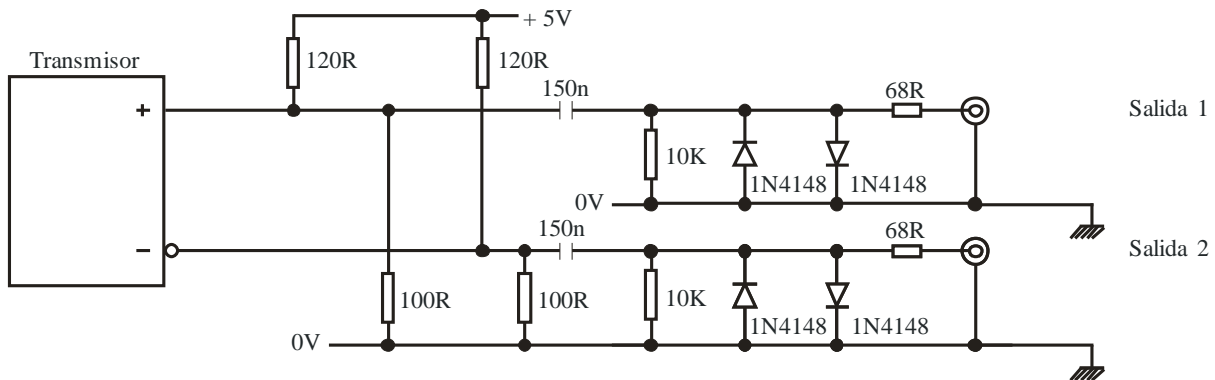 + 5V
Transmisor
120R
120R
150n
68R
+
Salida 1
10K
1N4148
1N4148
0V
150n
68R
Salida 2
−
100R
100R
10K
1N4148
1N4148
0V